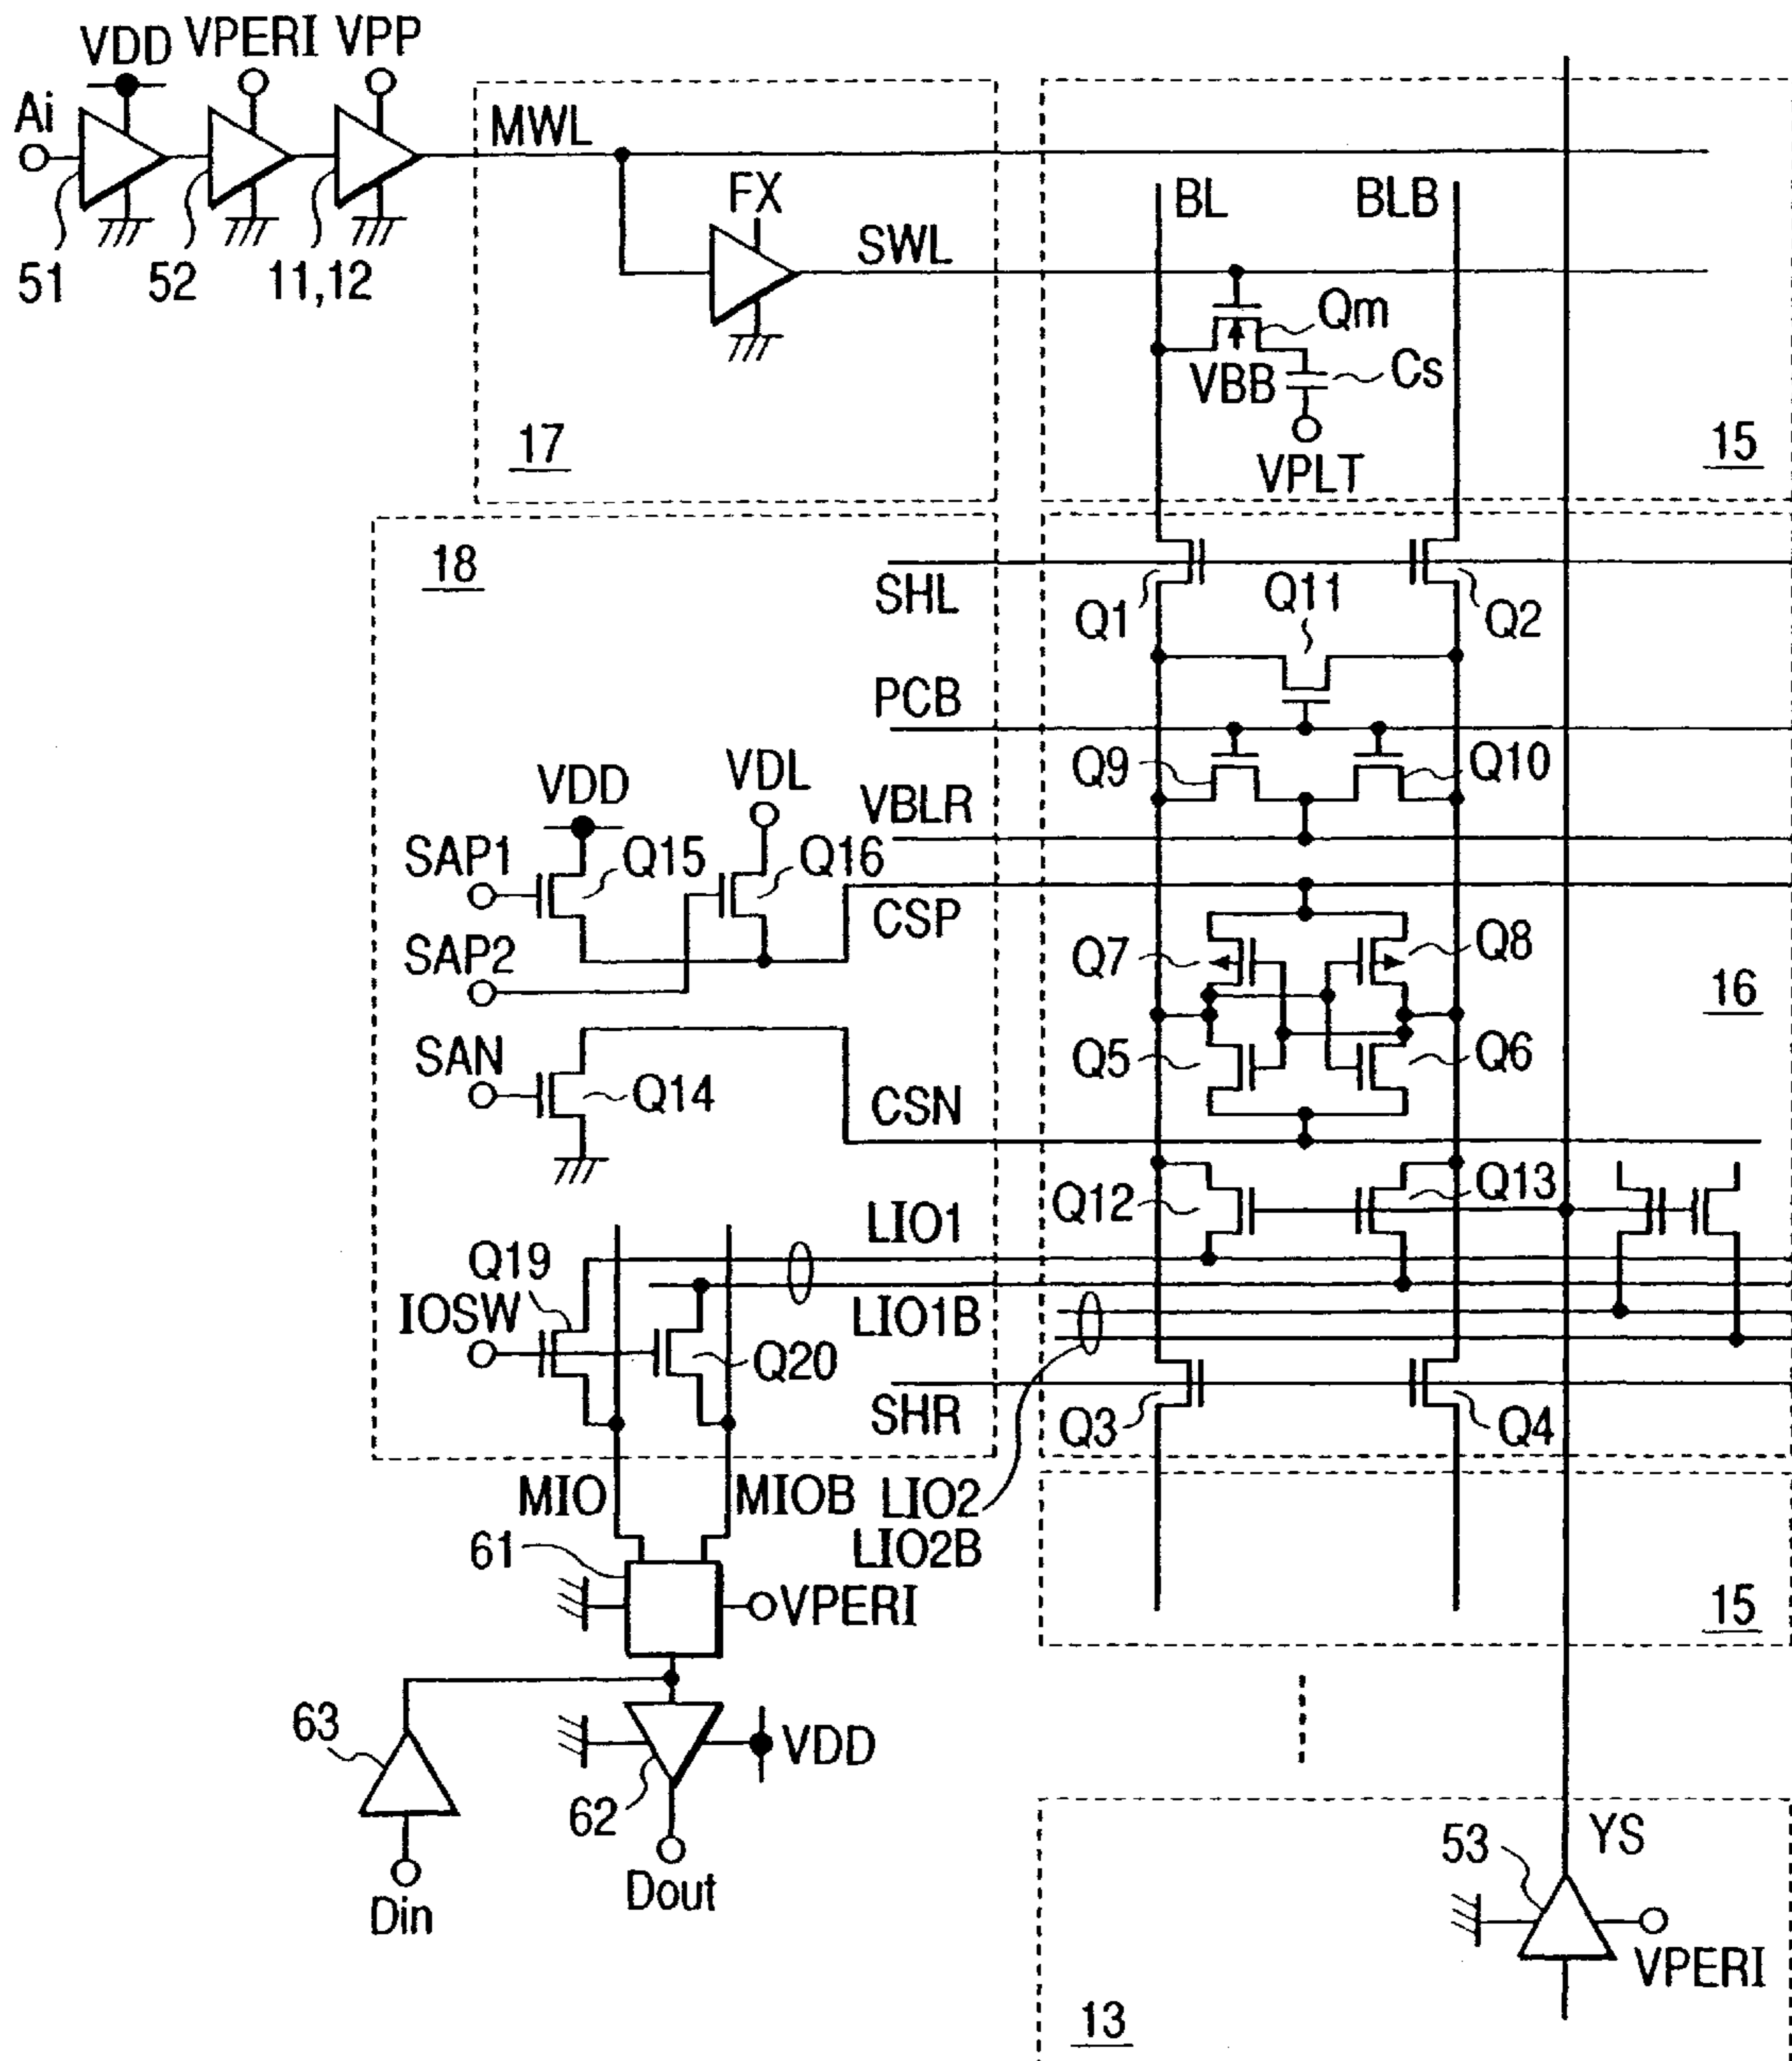 VDD VPERI VPP
Ai
51 52 11,12
MWL
FX
SWL
17
BL BLB
Qm
VBB Cs
VPLT
15
18
SHL
Q1 Q11 Q2
PCB
Q9 Q10
VDD VDL
VBLR
SAP1 Q15 Q16
CSP
SAP2
Q7 Q8
16
SAN Q14
Q5 Q6
CSN
Q12 Q13
LIO1
Q19
IOSW
LIO1B
Q20
SHR
Q3 Q4
MIO MIOB LIO2
LIO2B
61
VPERI
15
63
VDD
62
Din Dout
53 YS
VPERI
13